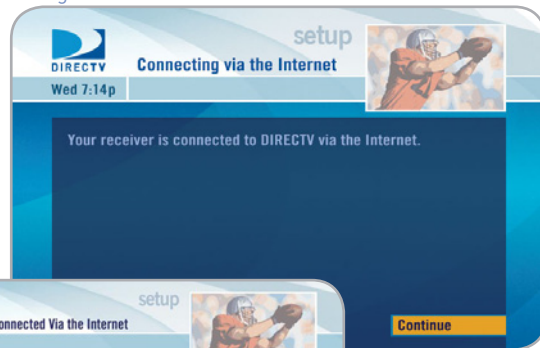 setup
DIRECTV
Connecting via the Internet
Wed 7:14p
Your receiver is connected to DIRECTV via the Internet.
Continue
setup
Via the Internet